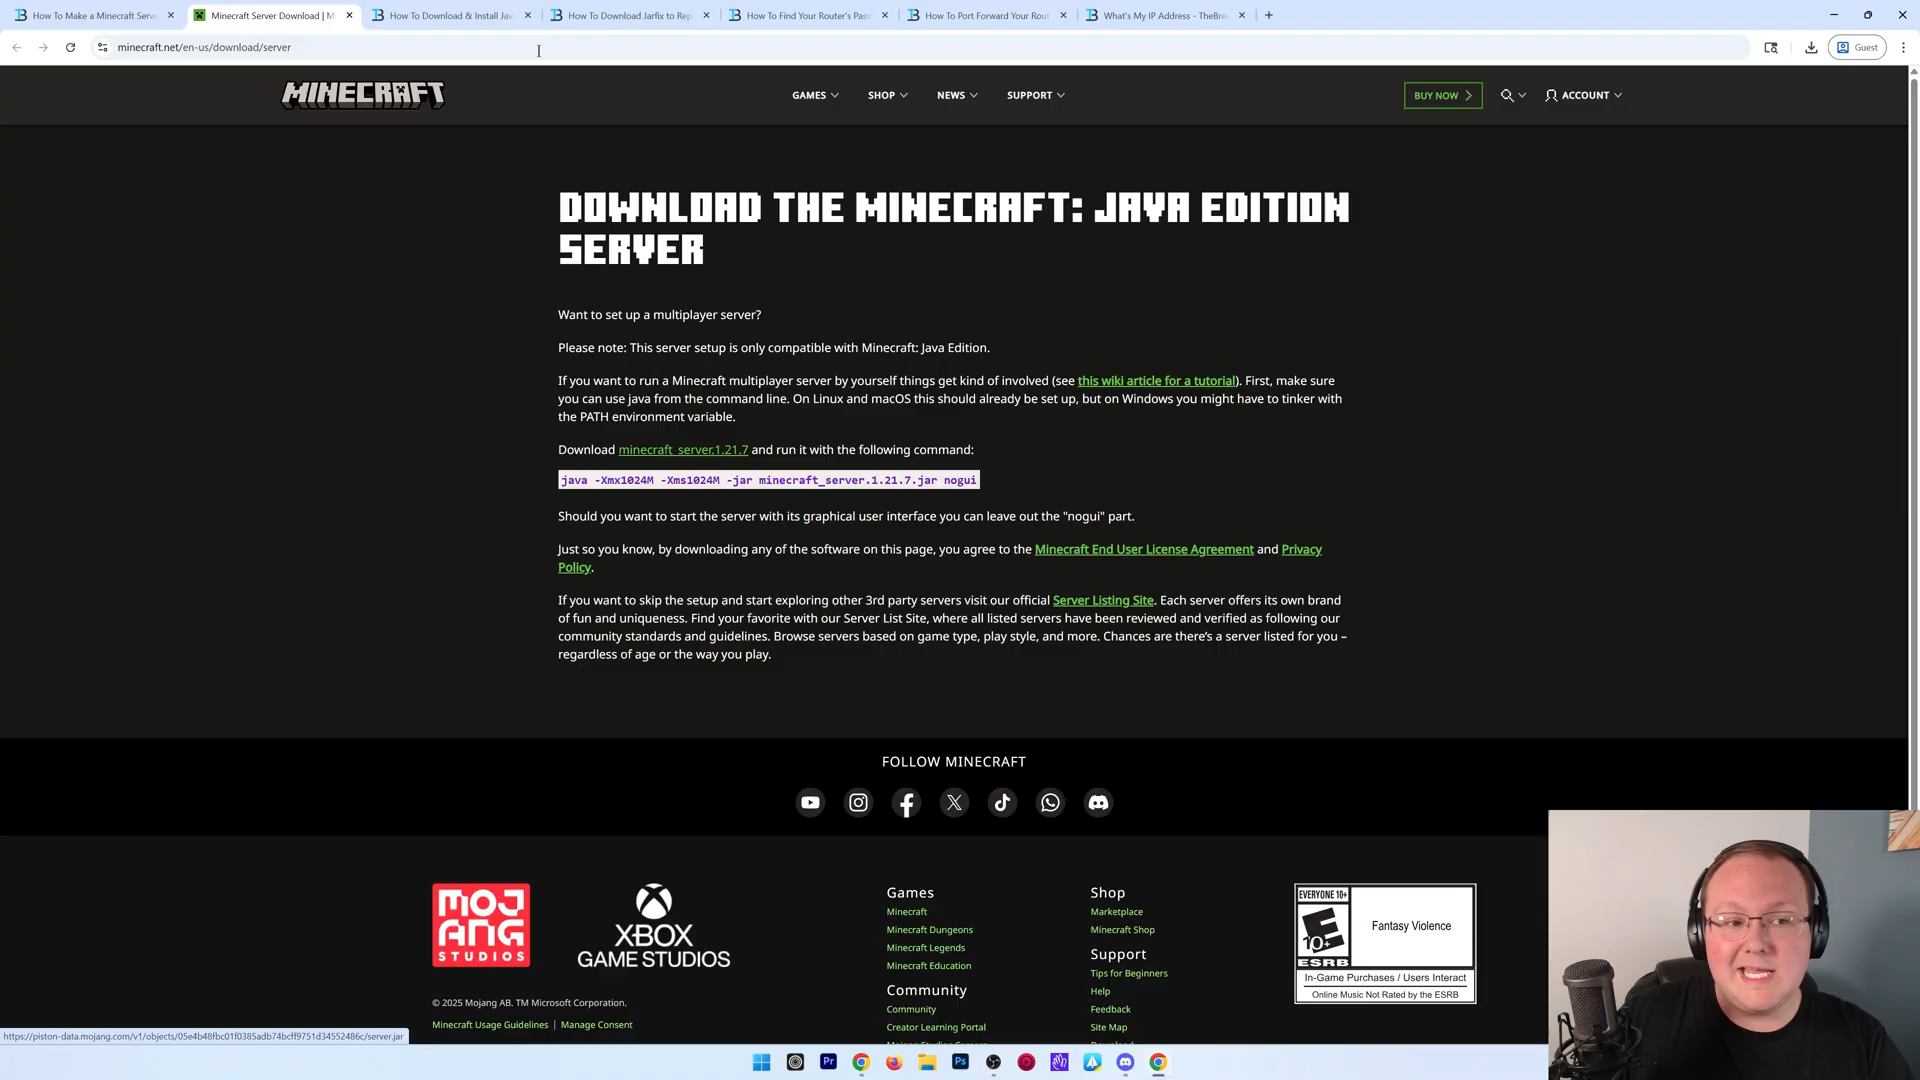 How To Make a Minecraft Serve
Minecraft Server Download | M
How To Download & Install Jav
How To Download Jarfix to Rep
How To Find Your Router's Pass
How To Port Forward Your Rout
What's My IP Address - TheBre
minecraft.net/en-us/download/server
Guest
MINECRAFT
GAMES
SHOP
NEWS
SUPPORT
BUY NOW
ACCOUNT
DOWNLOAD THE MINECRAFT: JAVA EDITION
SERVER
Want to set up a multiplayer server?
Please note: This server setup is only compatible with Minecraft: Java Edition.
If you want to run a Minecraft multiplayer server by yourself things get kind of involved (see this wiki article for a tutorial). First, make sure
you can use java from the command line. On Linux and macOS this should already be set up, but on Windows you might have to tinker with
the PATH environment variable.
Download minecraft_server.1.21.7 and run it with the following command:
java -Xmx1024M -Xms1024M -jar minecraft_server.1.21.7.jar nogui
Should you want to start the server with its graphical user interface you can leave out the "nogui" part.
Just so you know, by downloading any of the software on this page, you agree to the Minecraft End User License Agreement and Privacy
Policy.
If you want to skip the setup and start exploring other 3rd party servers visit our official Server Listing Site. Each server offers its own brand
of fun and uniqueness. Find your favorite with our Server List Site, where all listed servers have been reviewed and verified as following our
community standards and guidelines. Browse servers based on game type, play style, and more. Chances are there's a server listed for you –
regardless of age or the way you play.
FOLLOW MINECRAFT
MOJ
ANG
STUDIOS
XBOX
GAME STUDIOS
© 2025 Mojang AB. TM Microsoft Corporation.
Minecraft Usage Guidelines | Manage Consent
Games
Minecraft
Minecraft Dungeons
Minecraft Legends
Minecraft Education
Community
Community
Creator Learning Portal
Shop
Marketplace
Minecraft Shop
Support
Tips for Beginners
Help
Feedback
Site Map
EVERYONE 10+
E
10+
ESRB
Fantasy Violence
In-Game Purchases / Users Interact
Online Music Not Rated by the ESRB
https://piston-data.mojang.com/v1/objects/05e4b48fbc01f0385adb74bcff9751d34552486c/server.jar
Pr
Ps